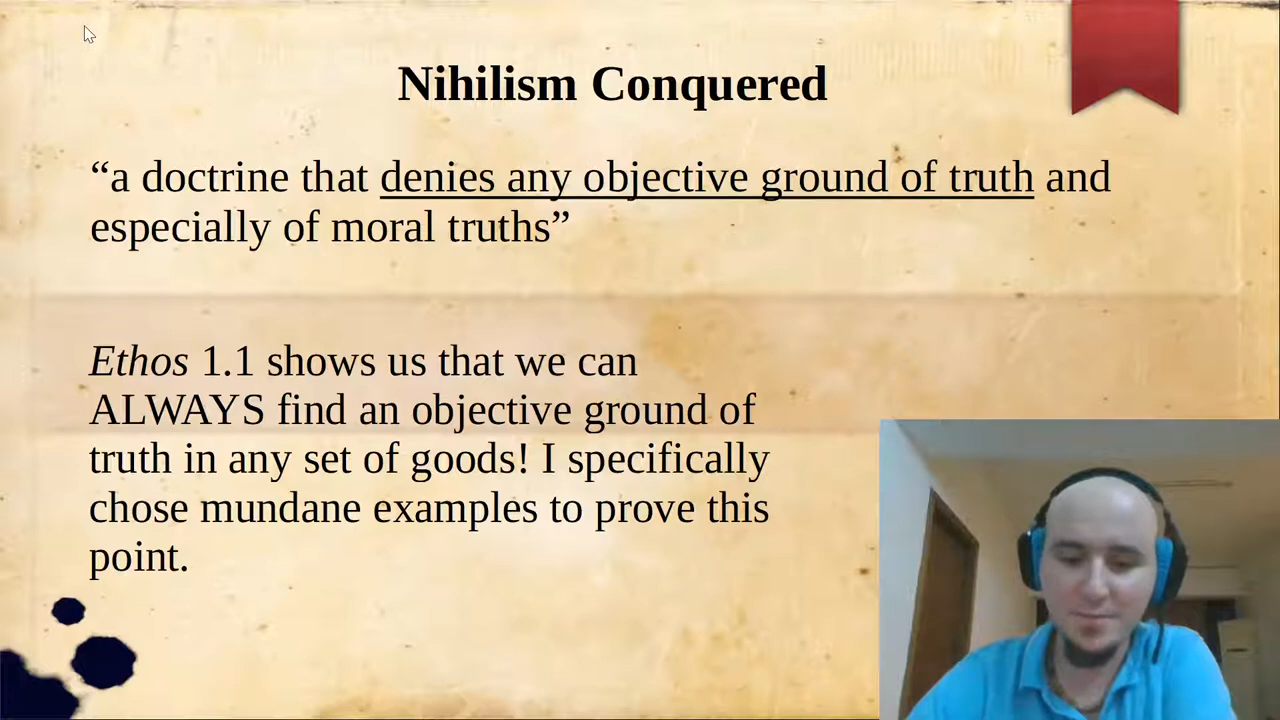 Nihilism Conquered
“a doctrine that denies any objective ground of truth and
especially of moral truths”
Ethos 1.1 shows us that we can
ALWAYS find an objective ground of
truth in any set of goods! I specifically
chose mundane examples to prove this
point.